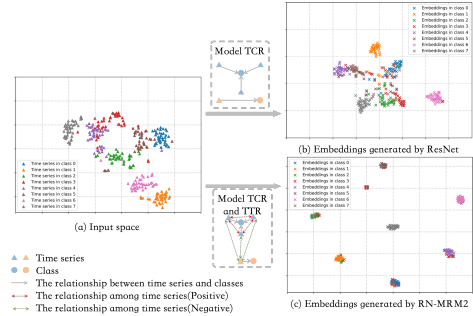 Model TCR
Embeddings in class 0
Embeddings in class 1
Embeddings in class 2
Embeddings in class 3
Embeddings in class 4
Embeddings in class 5
Embeddings in class 6
Embeddings in class 7
(b) Embeddings generated by ResNet
Time series in class 0
Time series in class 1
Time series in class 2
Time series in class 3
Time series in class 4
Time series in class 5
Time series in class 6
Time series in class 7
(a) Input space
Model TCR
and TTR
Embeddings in class 0
Embeddings in class 1
Embeddings in class 2
Embeddings in class 3
Embeddings in class 4
Embeddings in class 5
Embeddings in class 6
Embeddings in class 7
(c) Embeddings generated by RN-MRM2
Time series
Class
The relationship between time series and classes
The relationship among time series(Positive)
The relationship among time series(Negative)